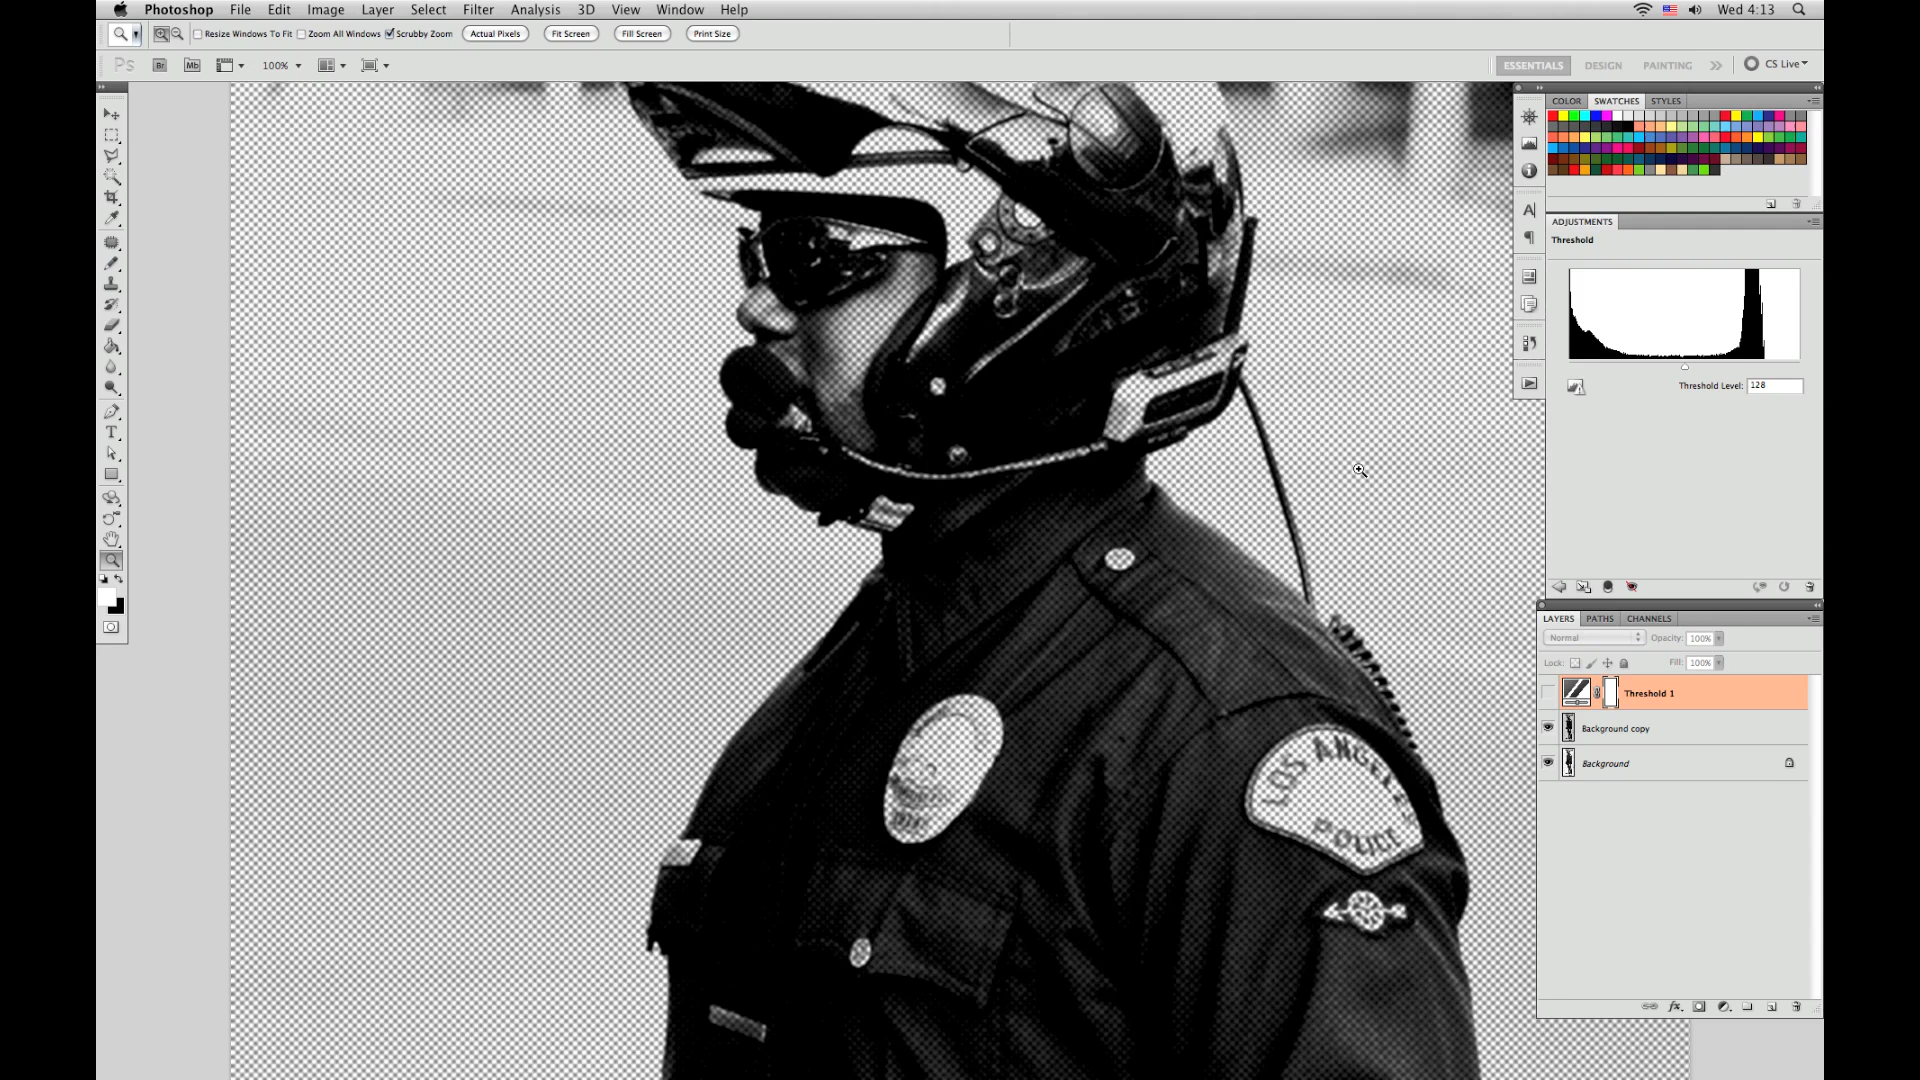 Photoshop File Edit Image Layer Select Filter Analysis 3D View Window Help Wed 4:13
Resize Windows To Fit Zoom All Windows Scrubby Zoom Actual Pixels Fit Screen Fill Screen Print Size
Ps Br Mb 100% ESSENTIALS DESIGN PAINTING CS Live
COLOR SWATCHES STYLES
ADJUSTMENTS
Threshold
Threshold Level: 128
LAYERS PATHS CHANNELS
Normal Opacity: 100%
Lock: Fill: 100%
Threshold 1
Background copy
Background
LOS ANGELES
POLICE